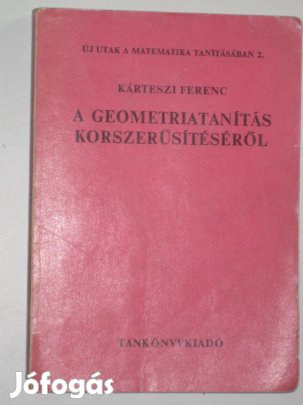 ÚJ UTAK A MATEMATIKA TANÍTÁSÁBAN 2.
KÁRTESZI FERENC
A GEOMETRIATANÍTÁS
KORSZERŰSÍTÉSÉRŐL
TANKÖNYVKIADÓ
Jófogás